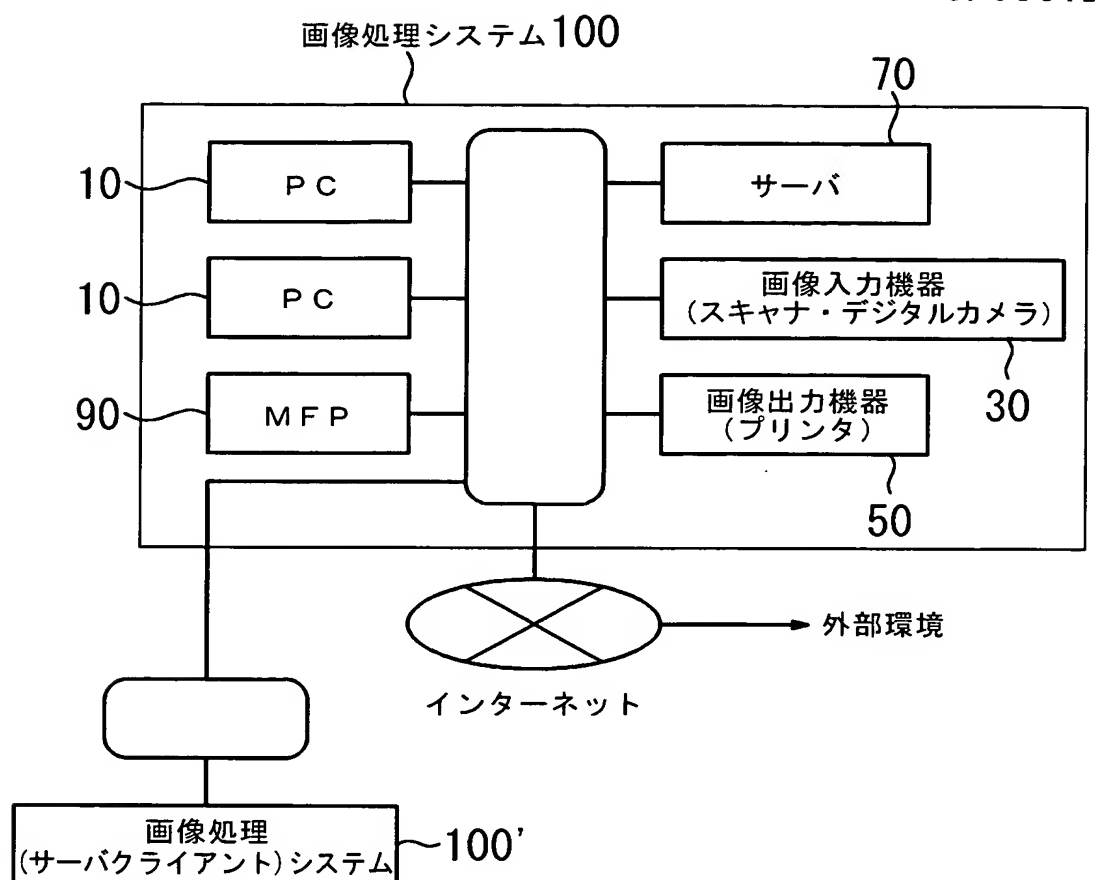 画像処理システム100
70
10
PC
サーバ
10
PC
画像入力機器
(スキャナ・デジタルカメラ)
30
90
MFP
画像出力機器
(プリンタ)
50
外部環境
インターネット
画像処理
(サーバクライアント)システム
100'